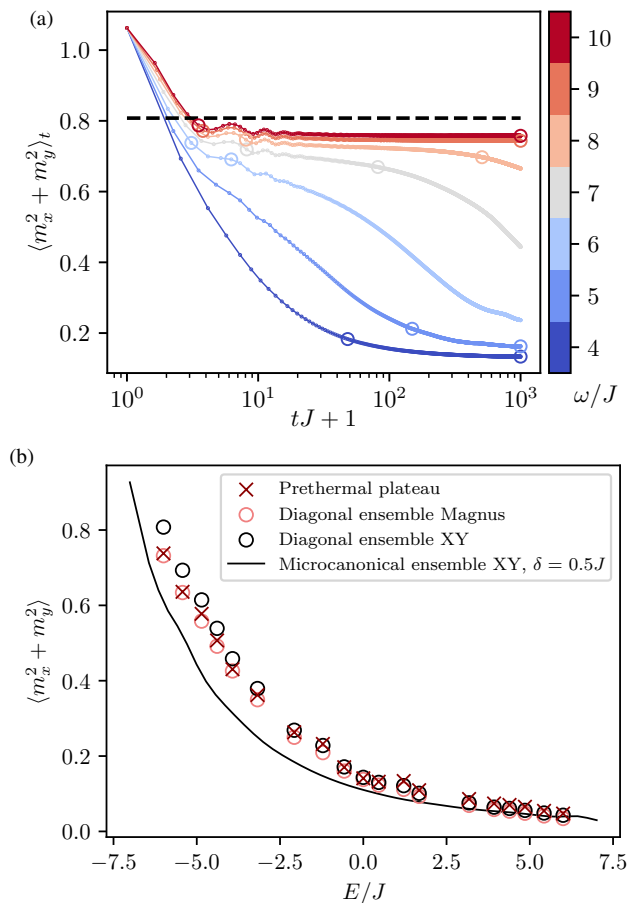 (a)
⟨m_x^2 + m_y^2⟩_t
1.0
0.8
0.6
0.4
0.2
10^0
10^1
10^2
10^3
tJ + 1
10
9
8
7
6
5
4
ω/J
(b)
⟨m_x^2 + m_y^2⟩
0.8
0.6
0.4
0.2
0.0
Prethermal plateau
Diagonal ensemble Magnus
Diagonal ensemble XY
Microcanonical ensemble XY, δ = 0.5J
−7.5 −5.0 −2.5 0.0 2.5 5.0 7.5
E/J